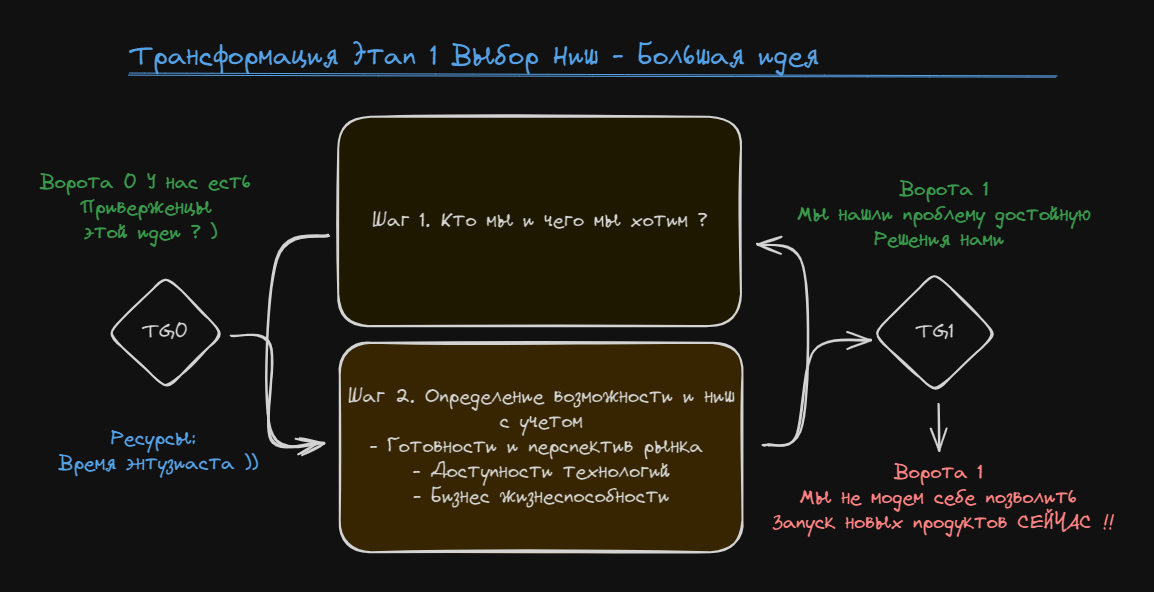 Трансформация Этап 1 Выбор Ниш - Большая идея
Ворота 0 У нас есть
Приверженцы
этой идеи ? )
TG0
Ресурсы:
Время энтузиаста ))
Шаг 1. Кто мы и чего мы хотим ?
Шаг 2. Определение возможности и ниш
с учетом
- Готовности и перспектив рынка
- Доступности технологий
- Бизнес жизнеспособности
Ворота 1
Мы нашли проблему достойную
Решения нами
TG1
Ворота 1
Мы не модем себе позволить
Запуск новых продуктов СЕЙЧАС !!